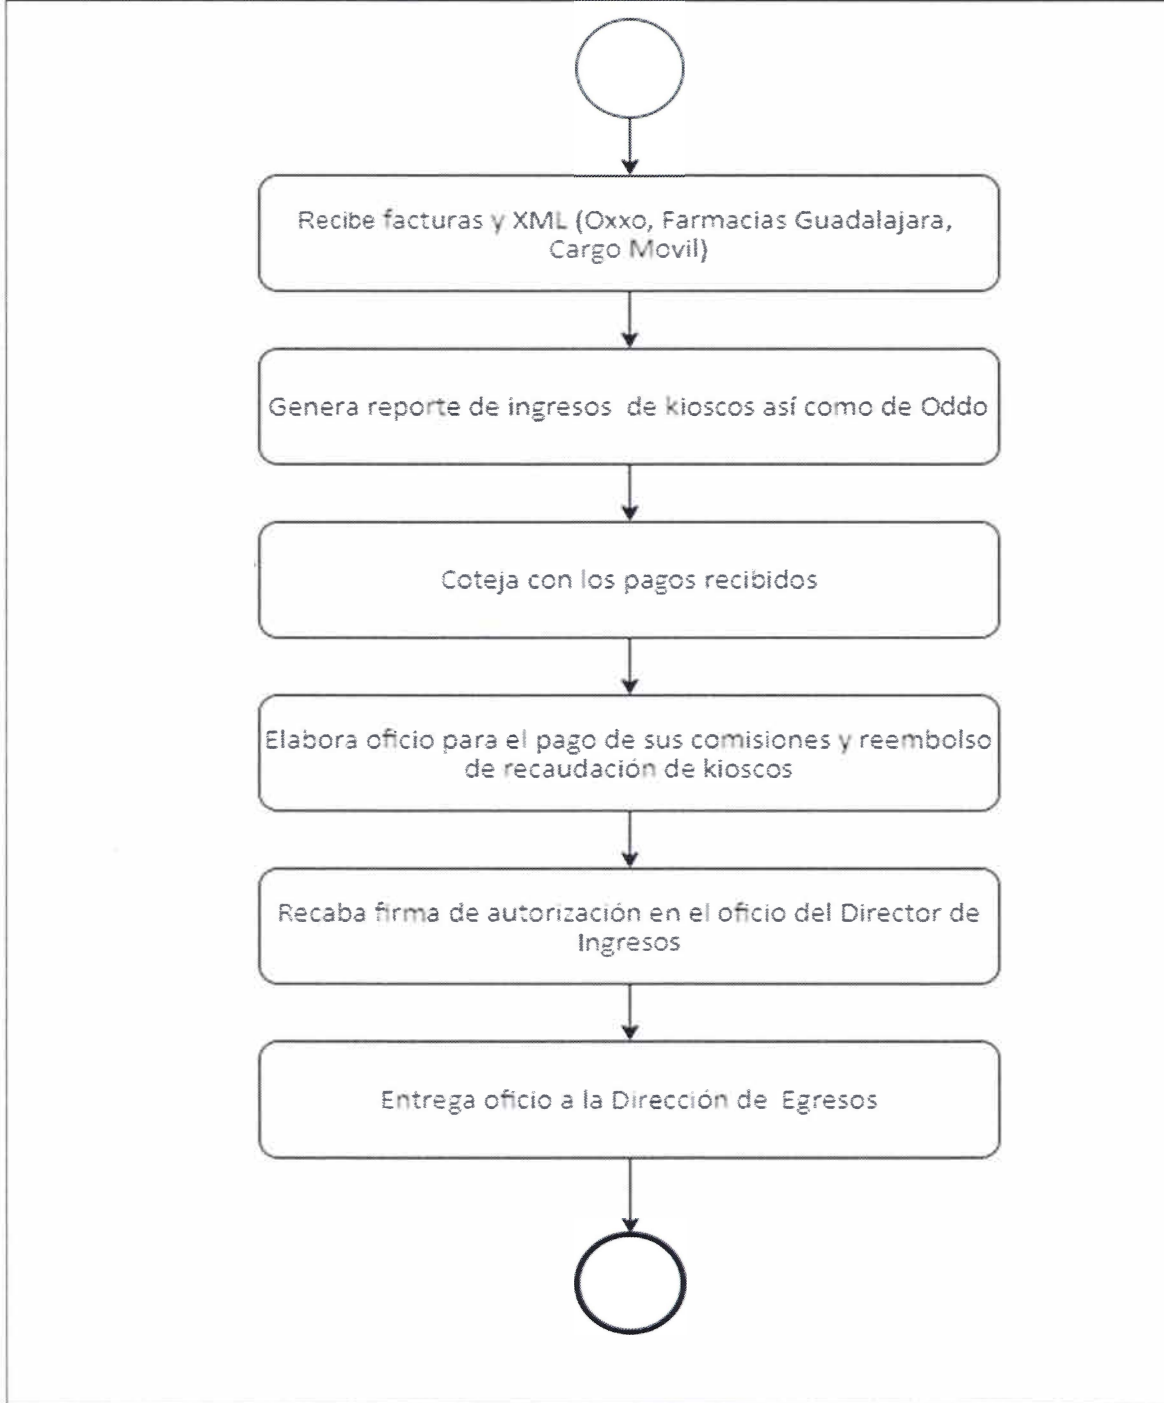 Recibe facturas y XML (Oxxo, Farmacias Guadalajara,
Cargo Movil)
Genera reporte de ingresos de kioscos así como de Oddo
Coteja con los pagos recibidos
Elabora oficio para el pago de sus comisiones y reembolso
de recaudación de kioscos
Recaba firma de autorización en el oficio del Director de
Ingresos
Entrega oficio a la Dirección de Egresos